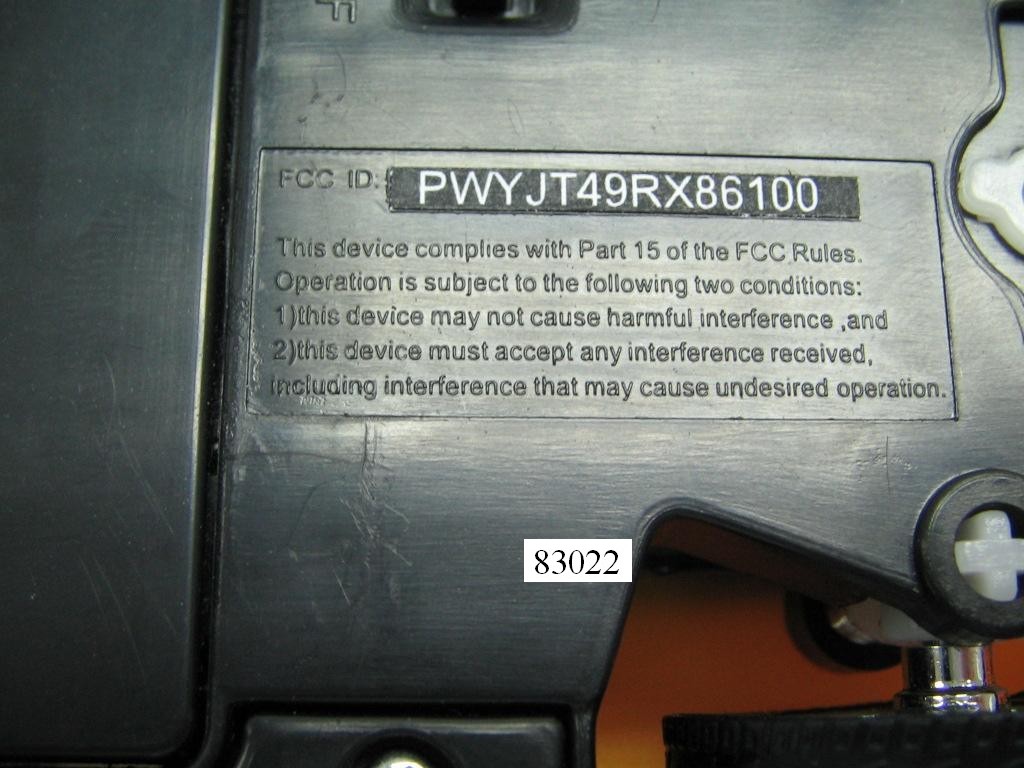 F
FCC ID: PWYJT49RX86100
This device complies with Part 15 of the FCC Rules.
Operation is subject to the following two conditions:
1)this device may not cause harmful interference ,and
2)this device must accept any interference received,
including interference that may cause undesired operation.
83022